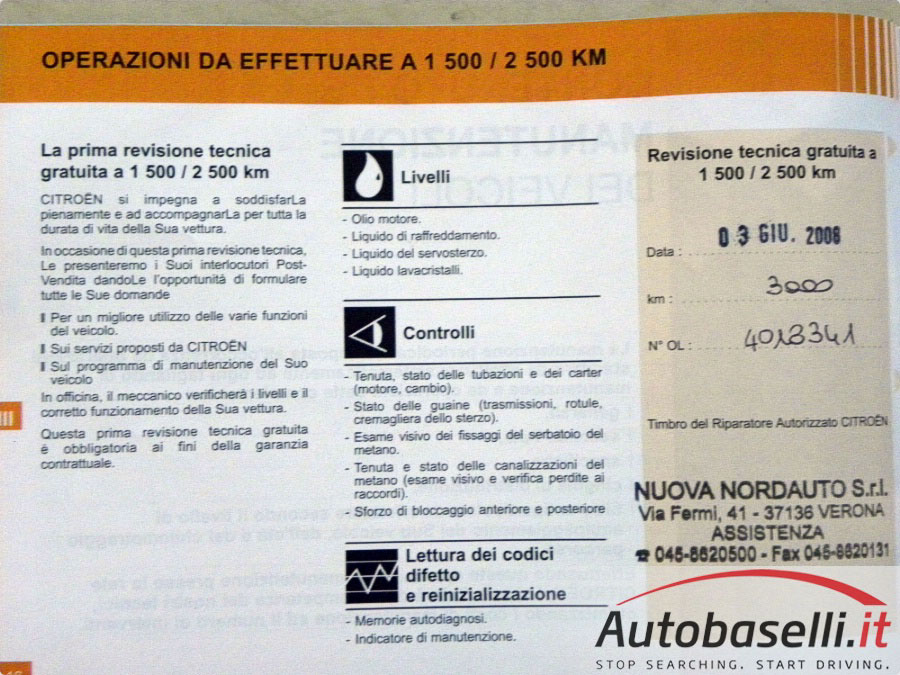 OPERAZIONI DA EFFETTUARE A 1 500 / 2 500 KM
La prima revisione tecnica
gratuita a 1 500 / 2 500 km
CITROËN si impegna a soddisfarLa
pienamente e ad accompagnarLa per tutta la
durata di vita della Sua vettura.
In occasione di questa prima revisione tecnica,
Le presenteremo i Suoi interlocutori Post-
Vendita dandoLe l'opportunità di formulare
tutte le Sue domande
Per un migliore utilizzo delle varie funzioni
del veicolo.
Sui servizi proposti da CITROËN
Sul programma di manutenzione del Suo
veicolo
In officina, il meccanico verificherà i livelli e il
corretto funzionamento della Sua vettura.
Questa prima revisione tecnica gratuita
è obbligatoria ai fini della garanzia
contrattuale.
III
Livelli
- Olio motore.
- Liquido di raffreddamento.
- Liquido del servosterzo.
- Liquido lavacristalli.
Controlli
- Tenuta, stato delle tubazioni e dei carter
(motore, cambio).
- Stato delle guaine (trasmissioni, rotule,
cremagliera dello sterzo).
- Esame visivo dei fissaggi del serbatoio del
metano.
- Tenuta e stato delle canalizzazioni del
metano (esame visivo e verifica perdite ai
raccordi).
- Sforzo di bloccaggio anteriore e posteriore
Lettura dei codici
difetto
e reinizializzazione
- Memorie autodiagnosi.
- Indicatore di manutenzione.
Revisione tecnica gratuita a
1 500 / 2 500 km
Data : 03 GIU. 2008
km : 3000
N° OL : 4013341
Timbro del Riparatore Autorizzato CITROËN
NUOVA NORDAUTO S.r.l.
Via Fermi, 41 - 37136 VERONA
ASSISTENZA
☎ 045-8620500 - Fax 045-8620131
Autobaselli.it
STOP SEARCHING. START DRIVING.